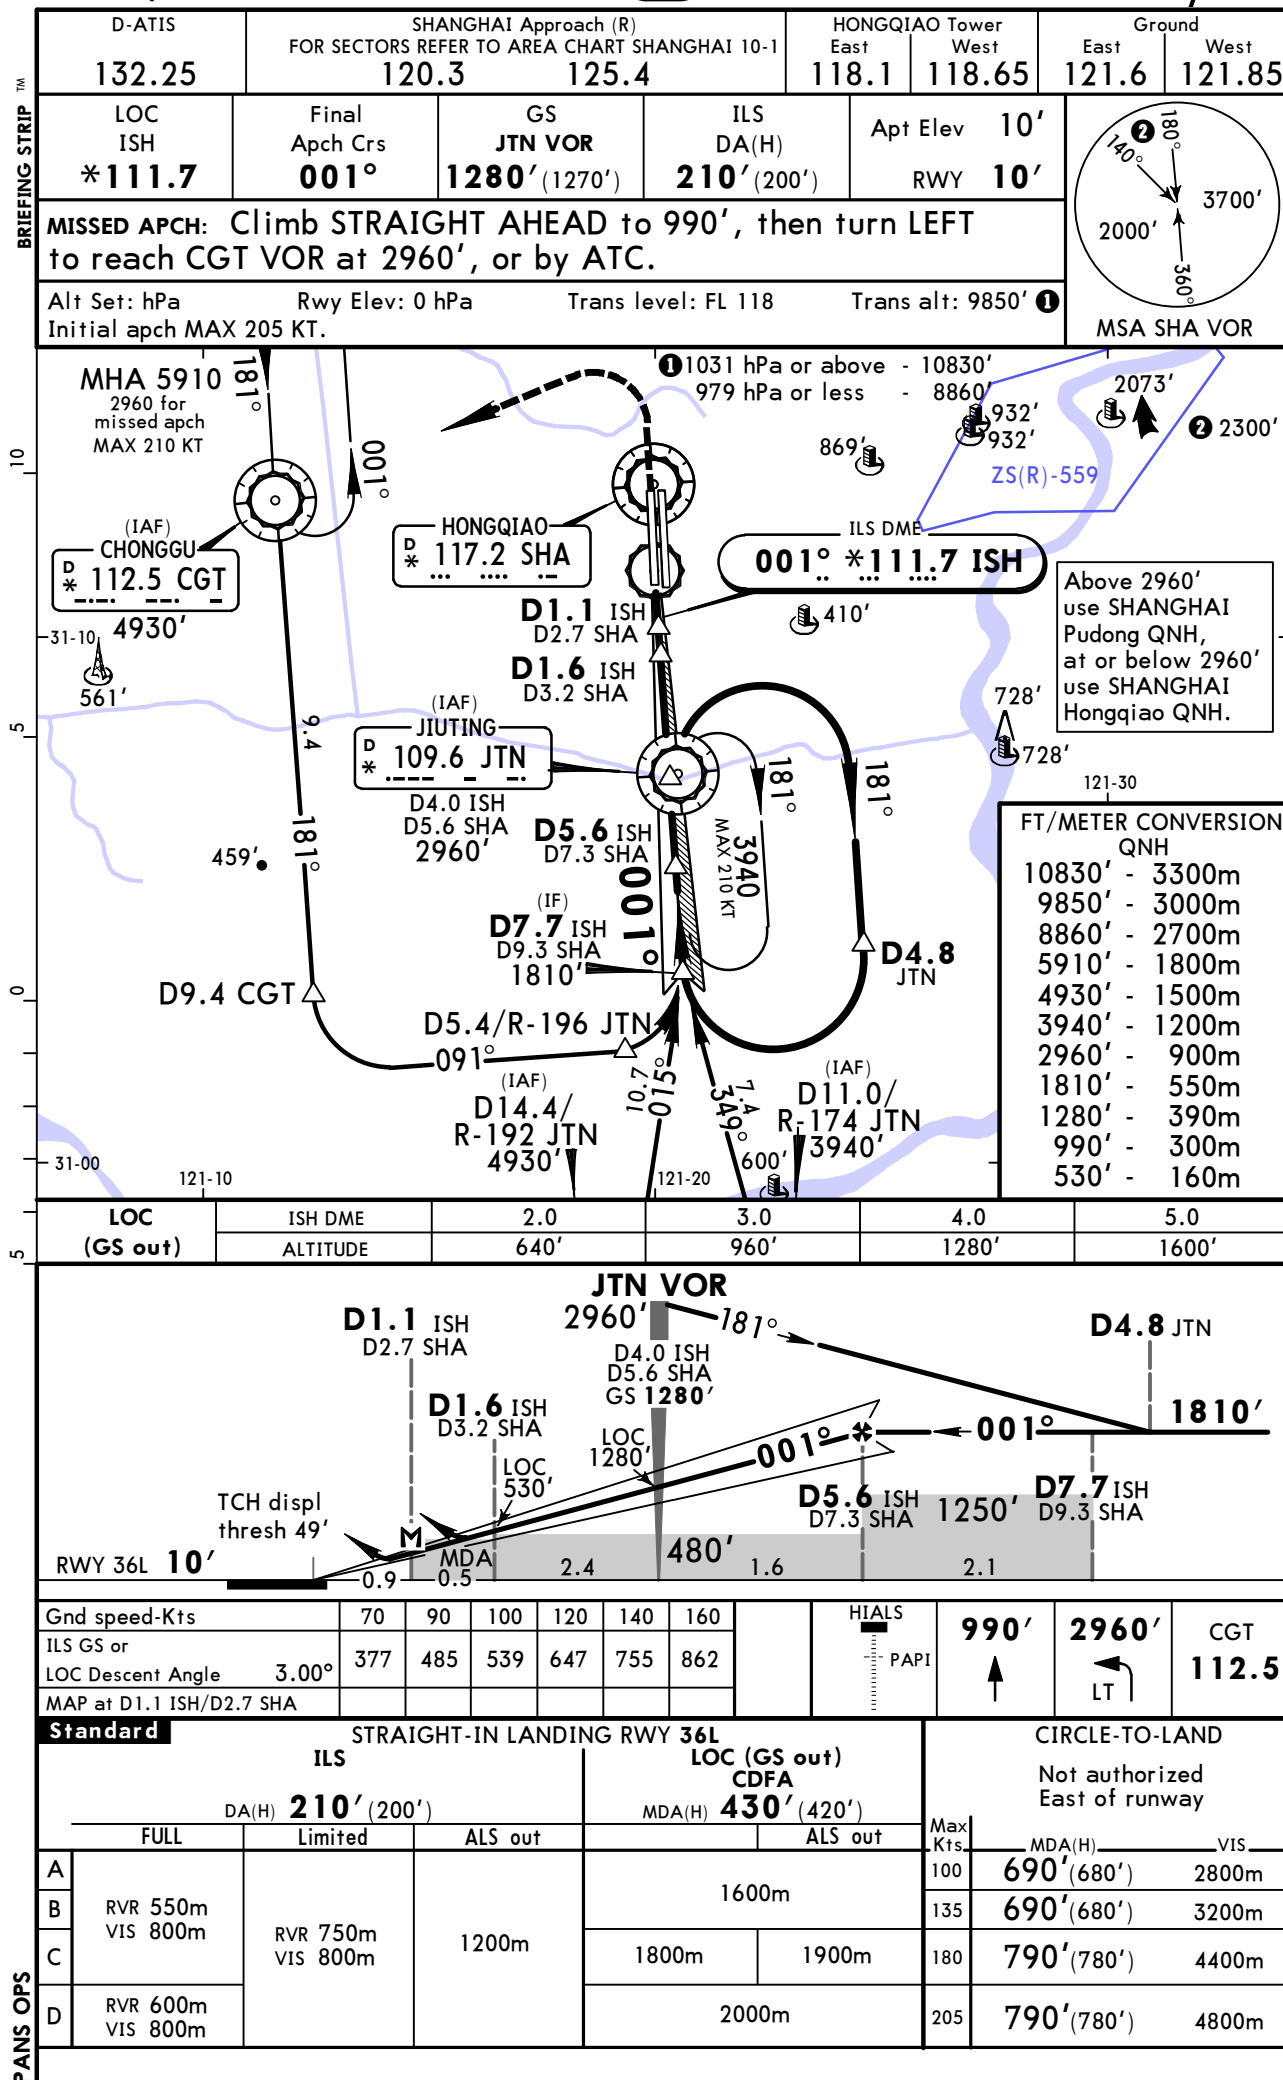 D-ATIS
132.25
SHANGHAI Approach (R)
FOR SECTORS REFER TO AREA CHART SHANGHAI 10-1
120.3 125.4
HONGQIAO Tower
East West
118.1 118.65
Ground
East West
121.6 121.85
BRIEFING STRIP TM
LOC
ISH
*111.7
Final
Apch Crs
001°
GS
JTN VOR
1280' (1270')
ILS
DA(H)
210' (200')
Apt Elev 10'
RWY 10'
MISSED APCH: Climb STRAIGHT AHEAD to 990', then turn LEFT
to reach CGT VOR at 2960', or by ATC.
Alt Set: hPa Rwy Elev: 0 hPa Trans level: FL 118 Trans alt: 9850' 1
Initial apch MAX 205 KT.
2
180°
140°
3700'
2000'
360°
MSA SHA VOR
MHA 5910
2960 for
missed apch
MAX 210 KT
181°
001°
1 1031 hPa or above - 10830'
979 hPa or less - 8860'
932'
932'
869'
2073'
2 2300'
ZS(R)-559
10
(IAF)
CHONGGU
D
* 112.5 CGT
4930'
HONGQIAO
D
* 117.2 SHA
ILS DME
001° *111.7 ISH
Above 2960'
use SHANGHAI
Pudong QNH,
at or below 2960'
use SHANGHAI
Hongqiao QNH.
D1.1 ISH
D2.7 SHA
410'
31-10
561'
D1.6 ISH
D3.2 SHA
728'
728'
5
9.4
181°
(IAF)
JIUTING
D
* 109.6 JTN
D4.0 ISH
D5.6 SHA
2960'
181°
181°
121-30
459'
D5.6 ISH
D7.3 SHA
3940
MAX 210 KT
001°
(IF)
D7.7 ISH
D9.3 SHA
1810'
D4.8
JTN
0
D9.4 CGT
D5.4/R-196 JTN
091°
10.7
015°
7.4
349°
(IAF)
D14.4/
R-192 JTN
4930'
(IAF)
D11.0/
R-174 JTN
3940'
600'
31-00
121-10
121-20
FT/METER CONVERSION
QNH
10830' - 3300m
9850' - 3000m
8860' - 2700m
5910' - 1800m
4930' - 1500m
3940' - 1200m
2960' - 900m
1810' - 550m
1280' - 390m
990' - 300m
530' - 160m
5
LOC
(GS out)
ISH DME 2.0 3.0 4.0 5.0
ALTITUDE 640' 960' 1280' 1600'
JTN VOR
2960'
181°
D4.0 ISH
D5.6 SHA
GS 1280'
D1.1 ISH
D2.7 SHA
D1.6 ISH
D3.2 SHA
D4.8 JTN
1810'
001°
001°
LOC
1280'
LOC
530'
D5.6 ISH
D7.3 SHA
1250'
D7.7 ISH
D9.3 SHA
TCH displ
thresh 49'
M
MDA
480'
RWY 36L 10'
0.9 0.5 2.4 1.6 2.1
Gnd speed-Kts 70 90 100 120 140 160
ILS GS or
LOC Descent Angle 3.00° 377 485 539 647 755 862
MAP at D1.1 ISH/D2.7 SHA
HIALS
PAPI
990'
2960'
LT
CGT
112.5
Standard
STRAIGHT-IN LANDING RWY 36L
ILS
DA(H) 210' (200')
LOC (GS out)
CDFA
MDA(H) 430' (420')
CIRCLE-TO-LAND
Not authorized
East of runway
FULL Limited ALS out ALS out
Max
Kts MDA(H) VIS
A
B
C
D
RVR 550m
VIS 800m
RVR 600m
VIS 800m
RVR 750m
VIS 800m
1200m
1600m
1800m 1900m
2000m
100 690' (680') 2800m
135 690' (680') 3200m
180 790' (780') 4400m
205 790' (780') 4800m
PANS OPS